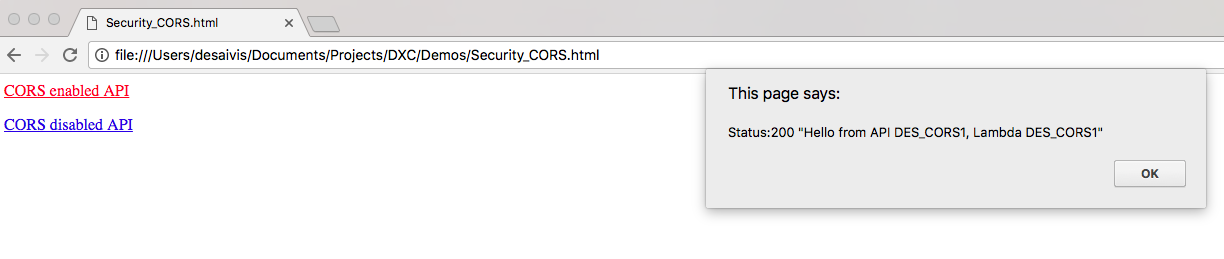 Security_CORS.html
file:///Users/desaivis/Documents/Projects/DXC/Demos/Security_CORS.html
CORS enabled API
CORS disabled API
This page says:
Status:200 "Hello from API DES_CORS1, Lambda DES_CORS1"
OK